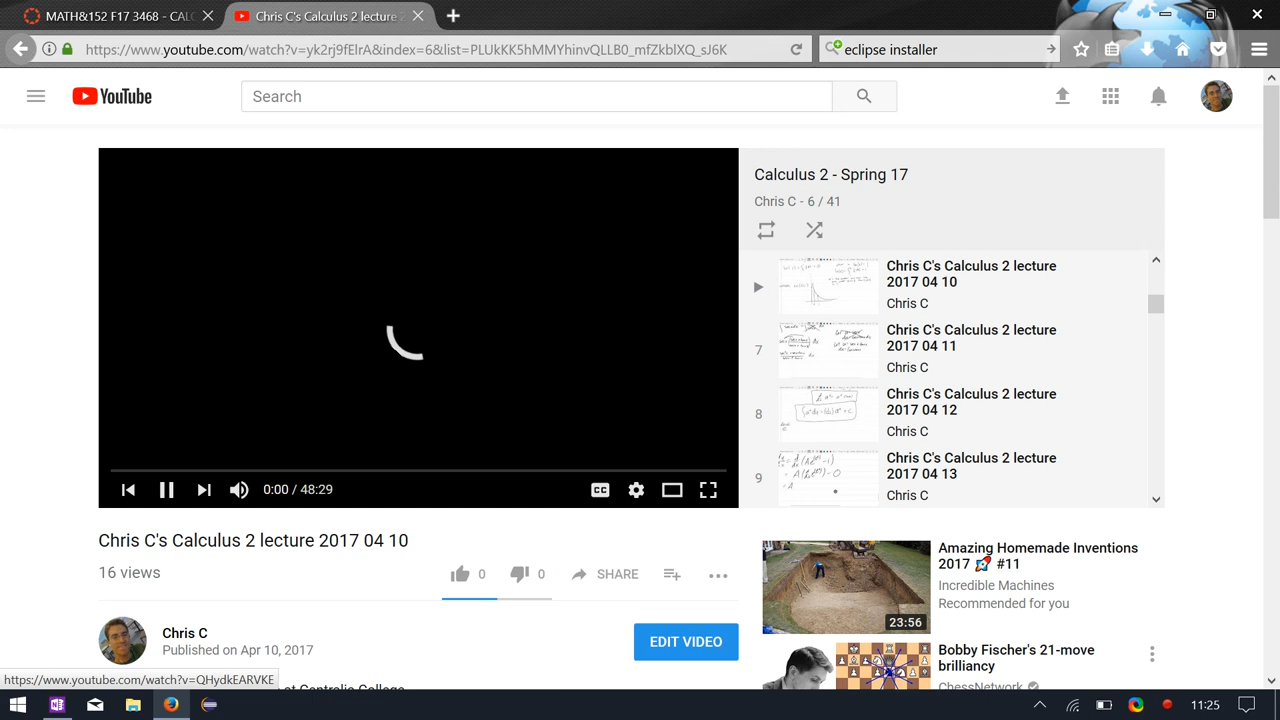 MATH&152 F17 3468 - CALC
Chris C's Calculus 2 lecture 2
https://www.youtube.com/watch?v=yk2rj9fElrA&index=6&list=PLUkKK5hMMYhinvQLLB0_mfZkblXQ_sJ6K
eclipse installer
YouTube
Search
Calculus 2 - Spring 17
Chris C - 6 / 41
Chris C's Calculus 2 lecture
2017 04 10
Chris C
7
Chris C's Calculus 2 lecture
2017 04 11
Chris C
8
Chris C's Calculus 2 lecture
2017 04 12
Chris C
9
Chris C's Calculus 2 lecture
2017 04 13
Chris C
0:00 / 48:29
CC
Chris C's Calculus 2 lecture 2017 04 10
16 views
0
0
SHARE
Chris C
Published on Apr 10, 2017
EDIT VIDEO
Amazing Homemade Inventions
2017 🚀 #11
Incredible Machines
Recommended for you
23:56
Bobby Fischer's 21-move
brilliancy
ChessNetwork
https://www.youtube.com/watch?v=QHydkEARVKE
at Centralia College
11:25